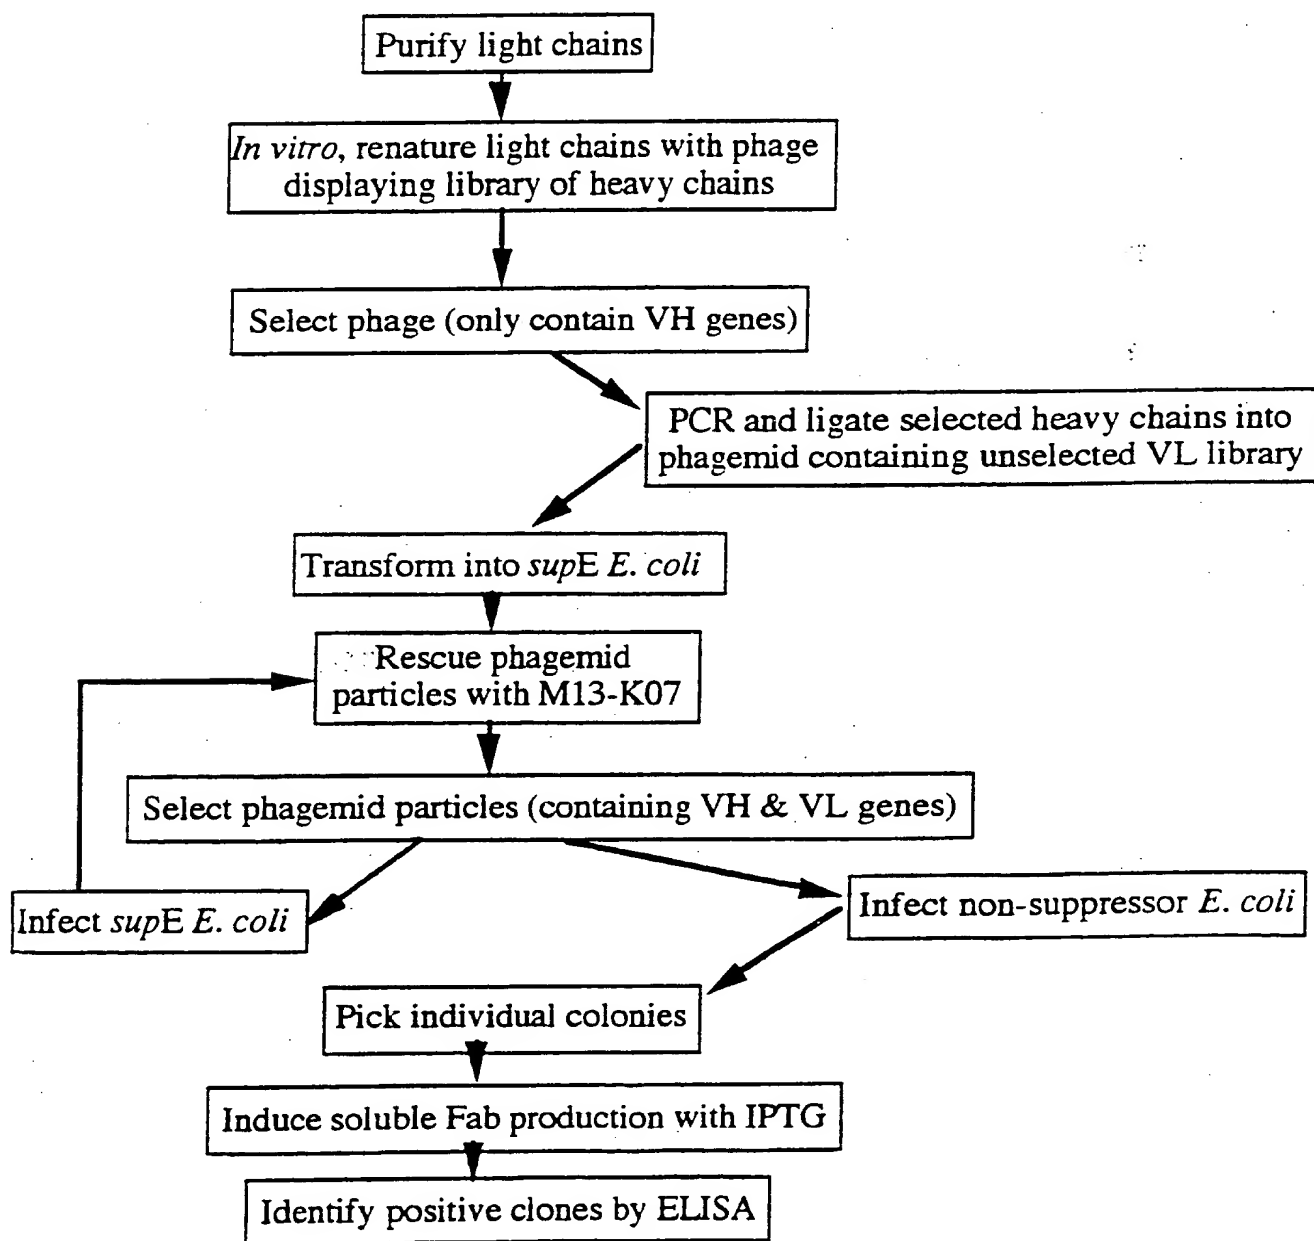 Purify light chains
In vitro, renature light chains with phage
displaying library of heavy chains
Select phage (only contain VH genes)
PCR and ligate selected heavy chains into
phagemid containing unselected VL library
Transform into supE E. coli
Rescue phagemid
particles with M13-K07
Select phagemid particles (containing VH & VL genes)
Infect supE E. coli
Infect non-suppressor E. coli
Pick individual colonies
Induce soluble Fab production with IPTG
Identify positive clones by ELISA